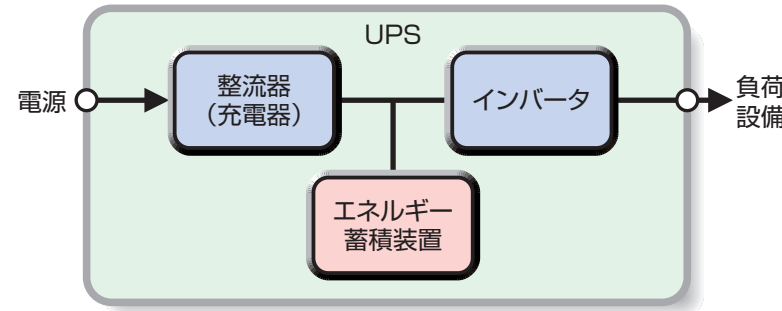 UPS
電源
整流器
（充電器）
インバータ
負荷
設備
エネルギー
蓄積装置